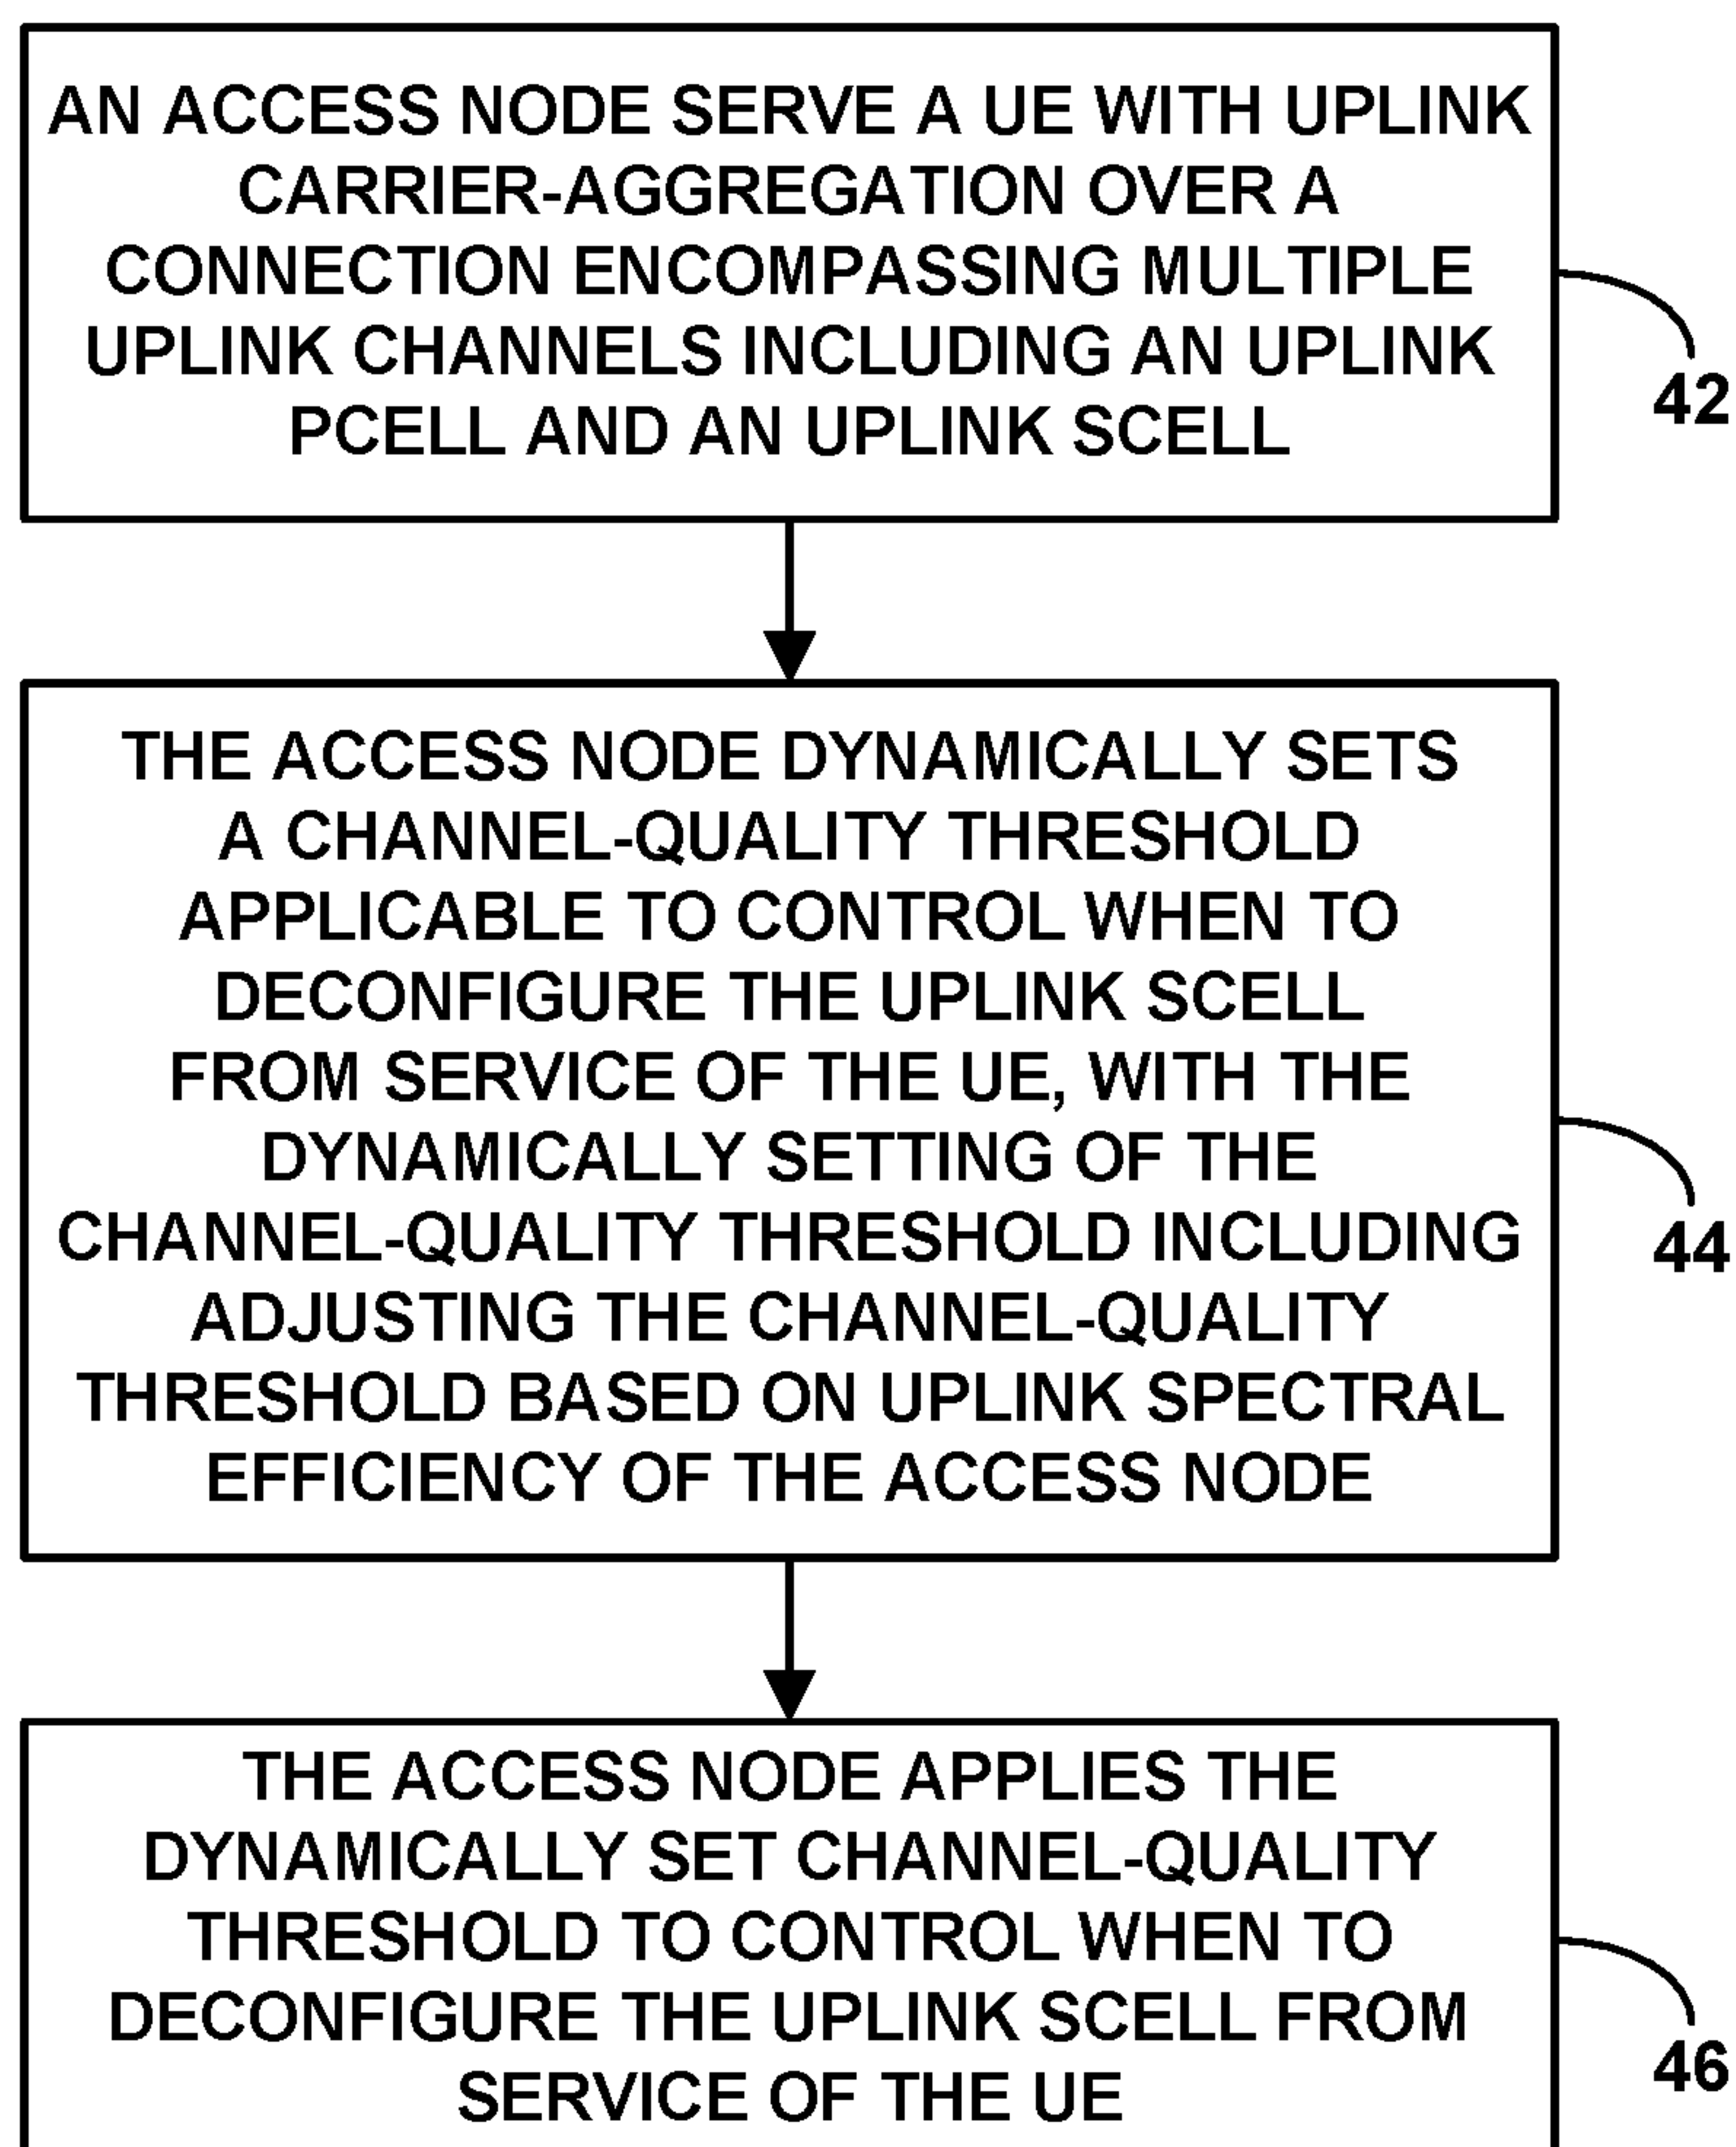 AN ACCESS NODE SERVE A UE WITH UPLINK
CARRIER-AGGREGATION OVER A
CONNECTION ENCOMPASSING MULTIPLE
UPLINK CHANNELS INCLUDING AN UPLINK
PCELL AND AN UPLINK SCELL
42
THE ACCESS NODE DYNAMICALLY SETS
A CHANNEL-QUALITY THRESHOLD
APPLICABLE TO CONTROL WHEN TO
DECONFIGURE THE UPLINK SCELL
FROM SERVICE OF THE UE, WITH THE
DYNAMICALLY SETTING OF THE
CHANNEL-QUALITY THRESHOLD INCLUDING
ADJUSTING THE CHANNEL-QUALITY
THRESHOLD BASED ON UPLINK SPECTRAL
EFFICIENCY OF THE ACCESS NODE
44
THE ACCESS NODE APPLIES THE
DYNAMICALLY SET CHANNEL-QUALITY
THRESHOLD TO CONTROL WHEN TO
DECONFIGURE THE UPLINK SCELL FROM
SERVICE OF THE UE
46